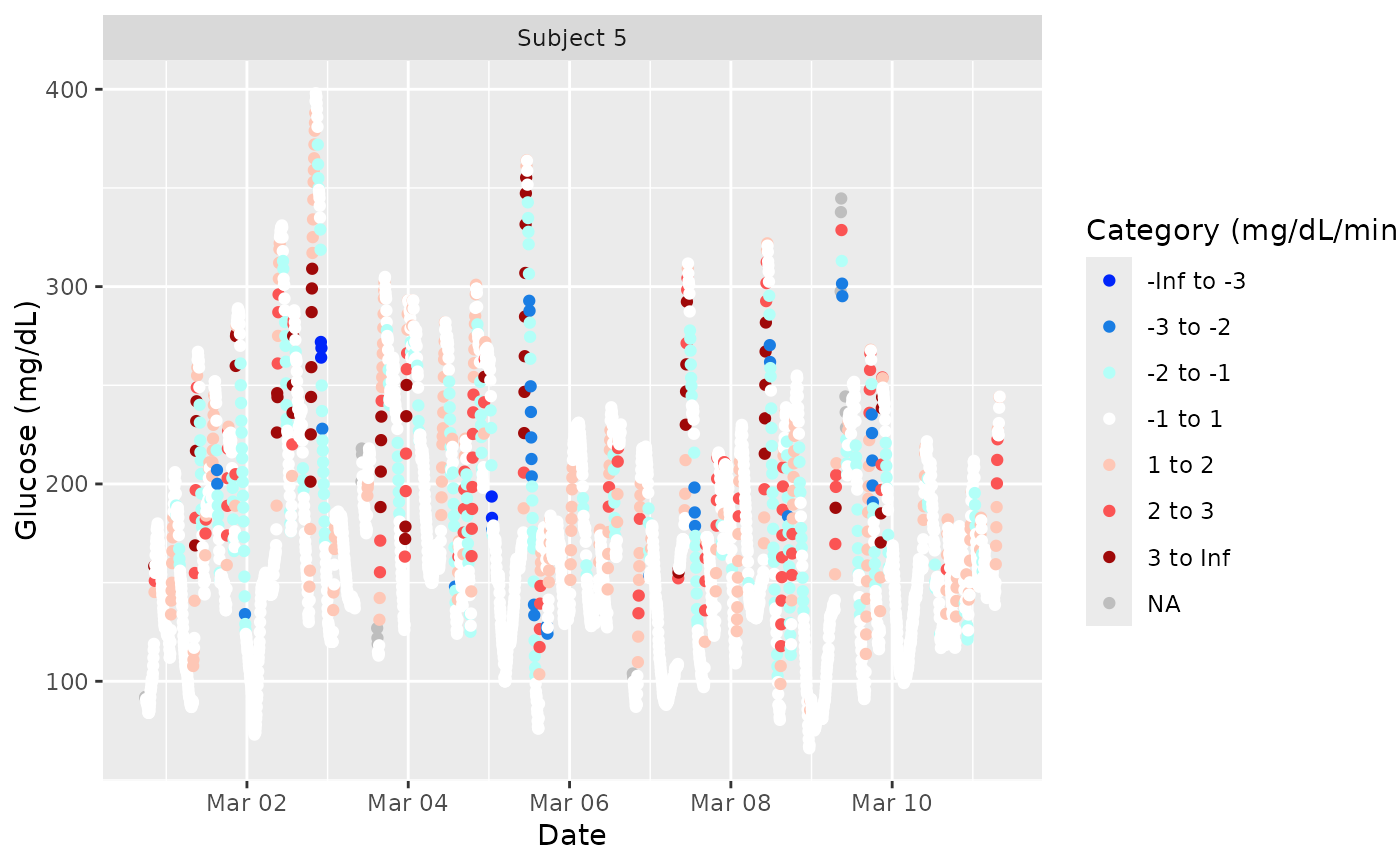 Subject 5
400
300
200
100
Glucose (mg/dL)
Mar 02
Mar 04
Mar 06
Mar 08
Mar 10
Date
Category (mg/dL/min
-Inf to -3
-3 to -2
-2 to -1
-1 to 1
1 to 2
2 to 3
3 to Inf
NA